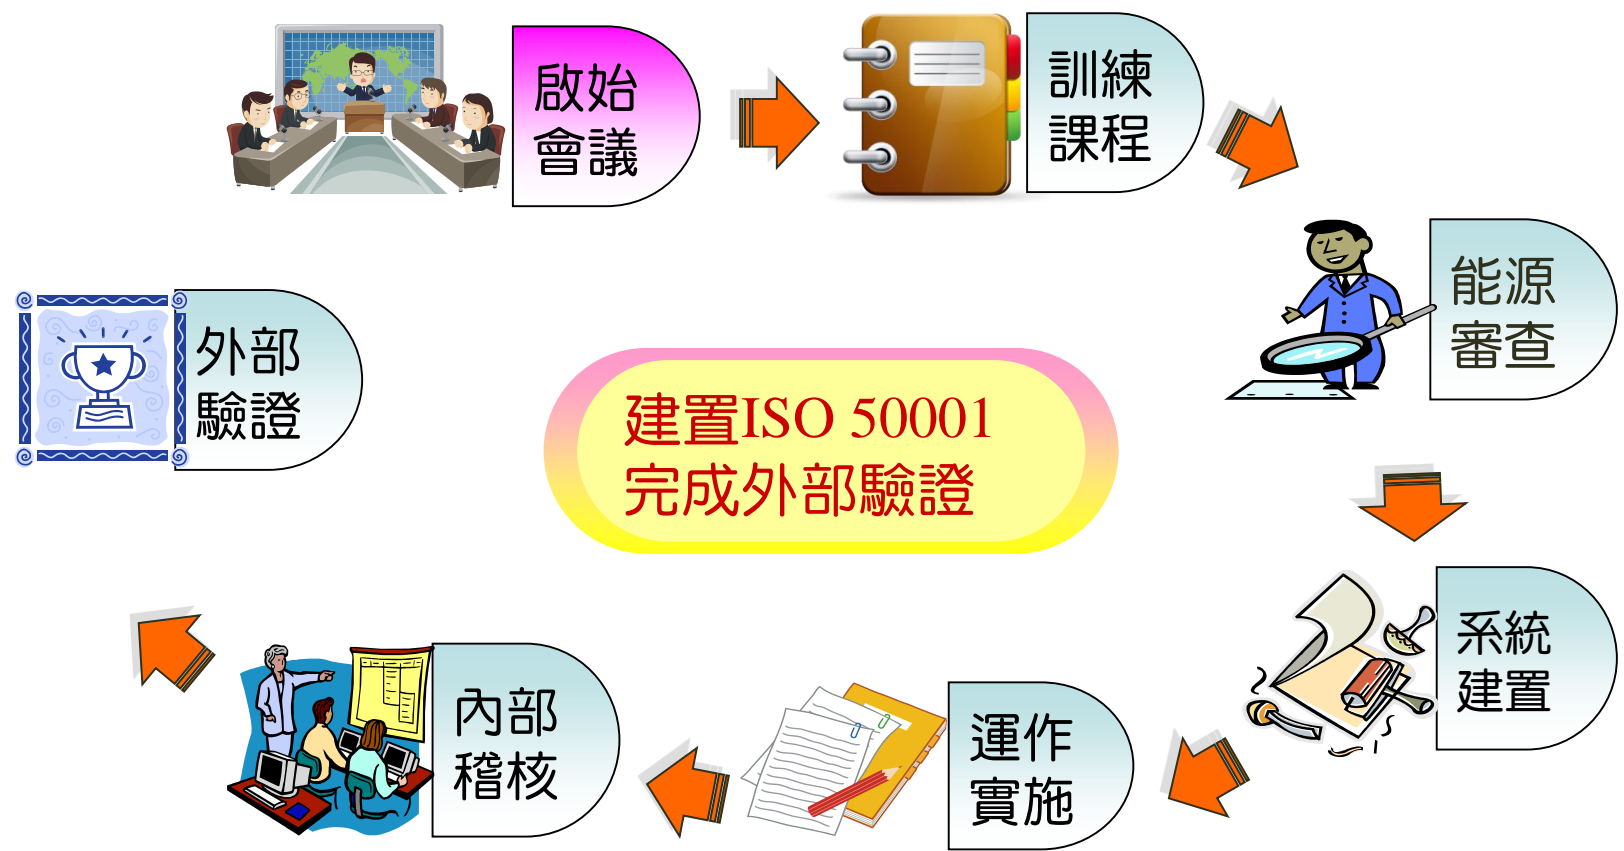 啟始
會議
訓練
課程
能源
審查
系統
建置
運作
實施
內部
稽核
外部
驗證
建置ISO 50001
完成外部驗證